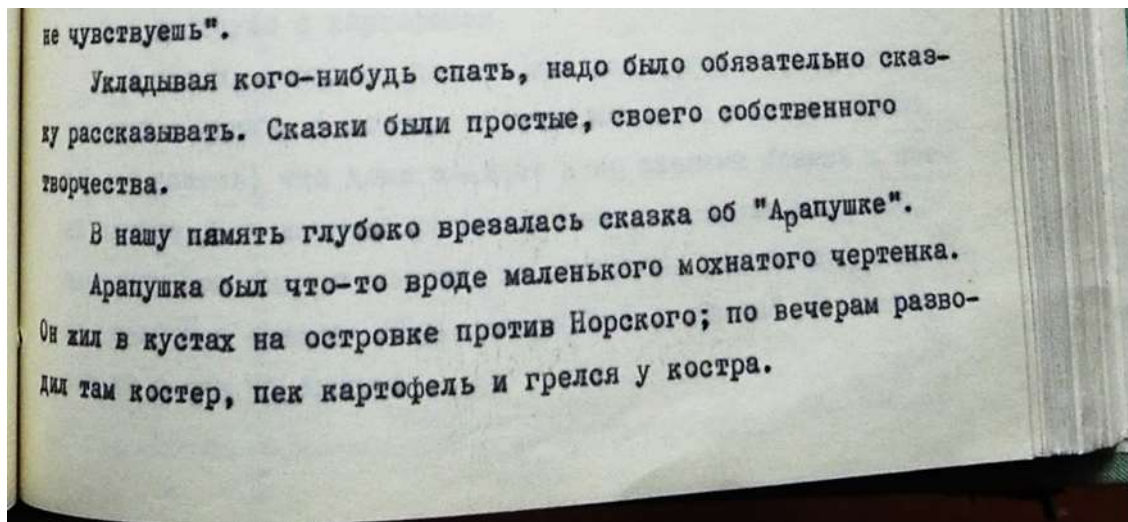 не чувствуешь".
Укладывая кого-нибудь спать, надо было обязательно сказ-
ку рассказывать. Сказки были простые, своего собственного
творчества.
В нашу память глубоко врезалась сказка об "Арапушке".
Арапушка был что-то вроде маленького мохнатого чертенка.
Он жил в кустах на островке против Норского; по вечерам разво-
дил там костер, пек картофель и грелся у костра.